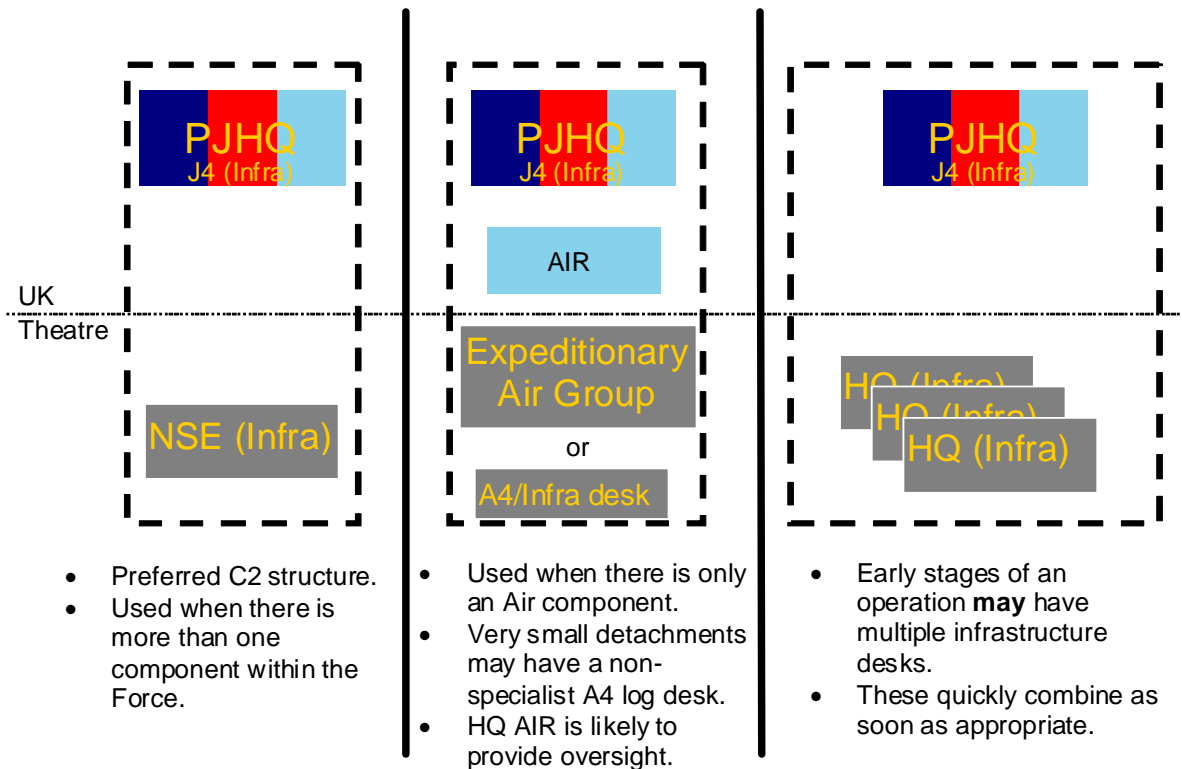 PJHQ
J4 (Infra)
PJHQ
J4 (Infra)
PJHQ
J4 (Infra)
AIR
UK
Theatre
NSE (Infra)
Expeditionary
Air Group
or
A4/Infra desk
HQ (Infra)
HQ (Infra)
HQ (Infra)
• Preferred C2 structure.
• Used when there is
more than one
component within the
Force.
• Used when there is only
an Air component.
• Very small detachments
may have a non-
specialist A4 log desk.
• HQ AIR is likely to
provide oversight.
• Early stages of an
operation may have
multiple infrastructure
desks.
• These quickly combine as
soon as appropriate.